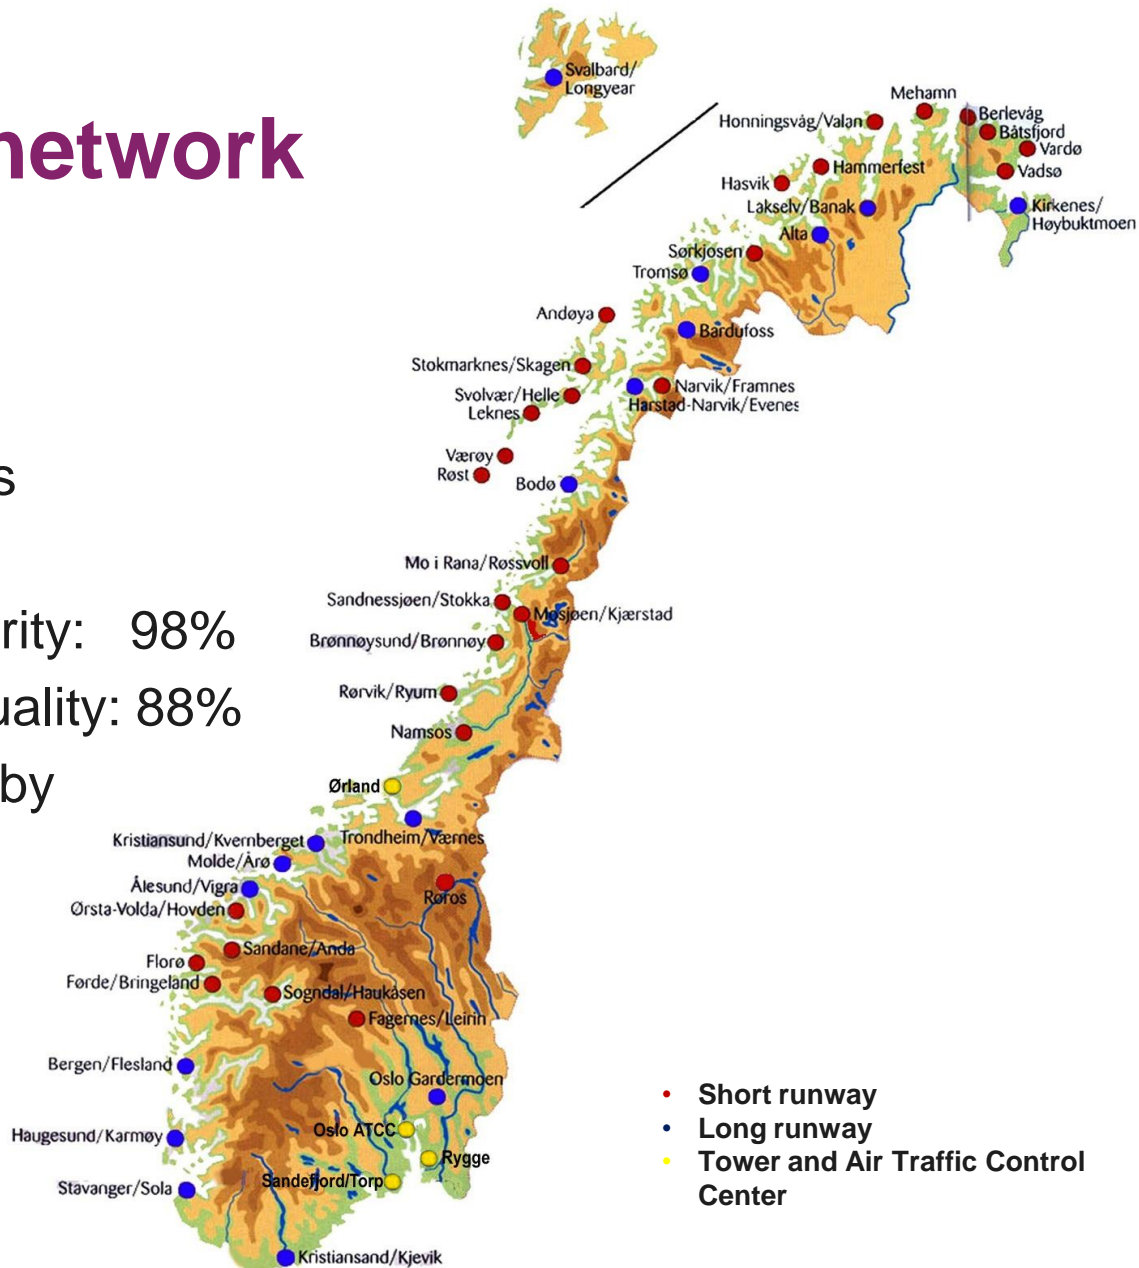 network
s
rity: 98%
uality: 88%
by
Svalbard/
Longyear
Mehamn
Honningsvåg/Valan
Berlevåg
Båtsfjord
Vardø
Hammerfest
Vadsø
Hasvik
Lakselv/Banak
Kirkenes/
Høybuktmoen
Alta
Sørkjosen
Tromsø
Andøya
Bardufoss
Stokmarknes/Skagen
Narvik/Framnes
Svolvær/Helle
Harstad-Narvik/Evenes
Leknes
Værøy
Røst
Bodø
Mo i Rana/Røssvoll
Sandnessjøen/Stokka
Mosjøen/Kjærstad
Brønnøysund/Brønnøy
Rørvik/Ryum
Namsos
Ørland
Trondheim/Værnes
Kristiansund/Kvernberget
Molde/Årø
Ålesund/Vigra
Røros
Ørsta-Volda/Hovden
Sandane/Anda
Florø
Førde/Bringeland
Sogndal/Haukåsen
Fagernes/Leirin
Bergen/Flesland
Oslo Gardermoen
Oslo ATCC
Haugesund/Karmøy
Rygge
Sandefjord/Torp
Stavanger/Sola
Kristiansand/Kjevik
• Short runway
• Long runway
• Tower and Air Traffic Control
Center